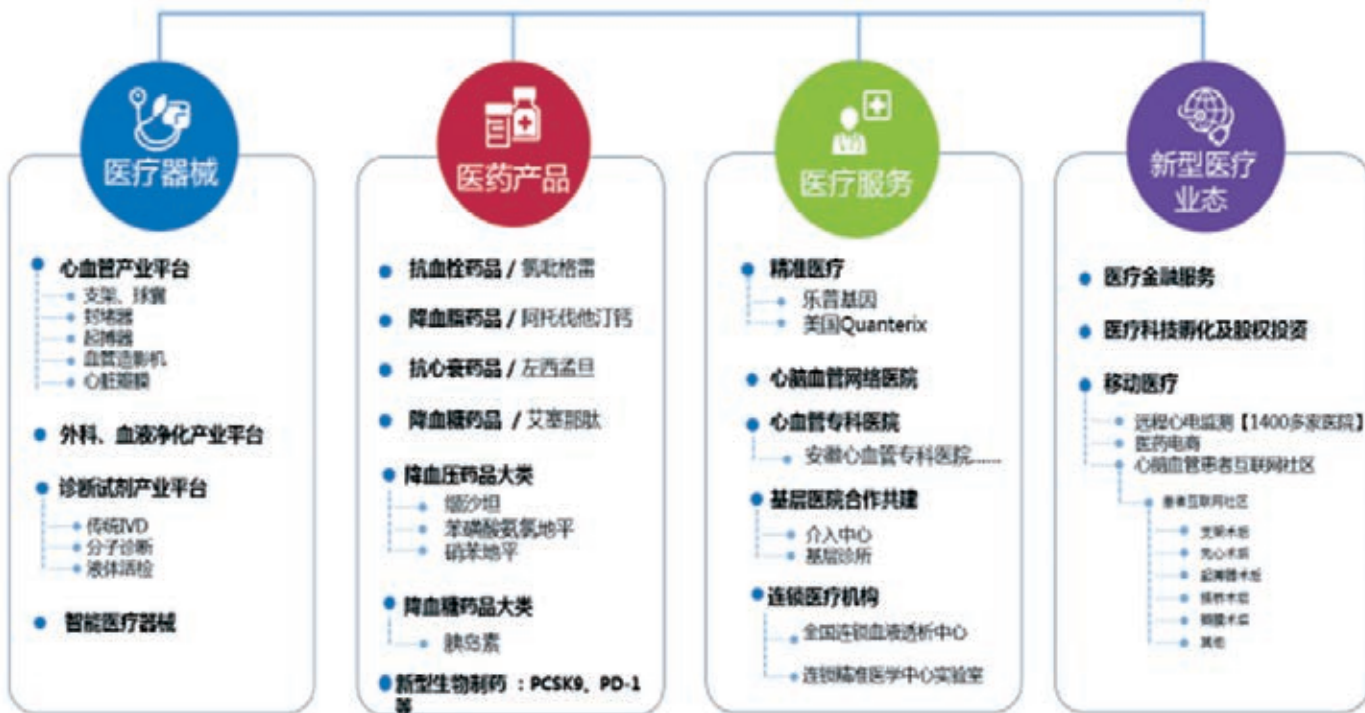 医疗器械
心血管产业平台
支架、球囊
封堵器
起搏器
血管造影机
心脏瓣膜
外科、血液净化产业平台
诊断试剂产业平台
传统IVD
分子诊断
液体活检
智能医疗器械
医药产品
抗血栓药品 / 氯吡格雷
降血脂药品 / 阿托伐他汀钙
抗心衰药品 / 左西孟旦
降血糖药品 / 艾塞那肽
降血压药品大类
缬沙坦
苯磺酸氨氯地平
硝苯地平
降血糖药品大类
胰岛素
新型生物制药 ：PCSK9、PD-1
等
医疗服务
精准医疗
乐普基因
美国Quanterix
心脑血管网络医院
心血管专科医院
安徽心血管专科医院......
基层医院合作共建
介入中心
基层诊所
连锁医疗机构
全国连锁血液透析中心
连锁精准医学中心实验室
新型医疗
业态
医疗金融服务
医疗科技孵化及股权投资
移动医疗
远程心电监测【1400多家医院】
医药电商
心脑血管患者互联网社区
患者互联网社区
支架术后
先心术后
起搏器术后
搭桥术后
瓣膜术后
其他